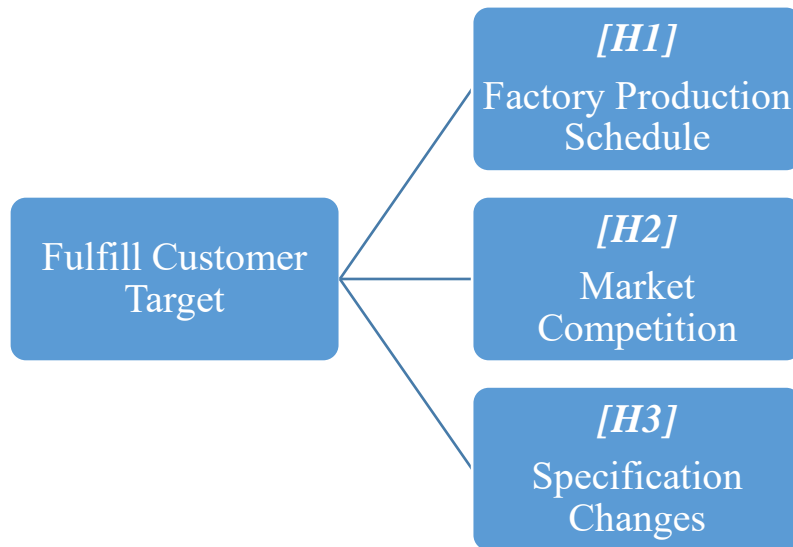 [H1]
Factory Production
Schedule
Fulfill Customer
Target
[H2]
Market
Competition
[H3]
Specification
Changes